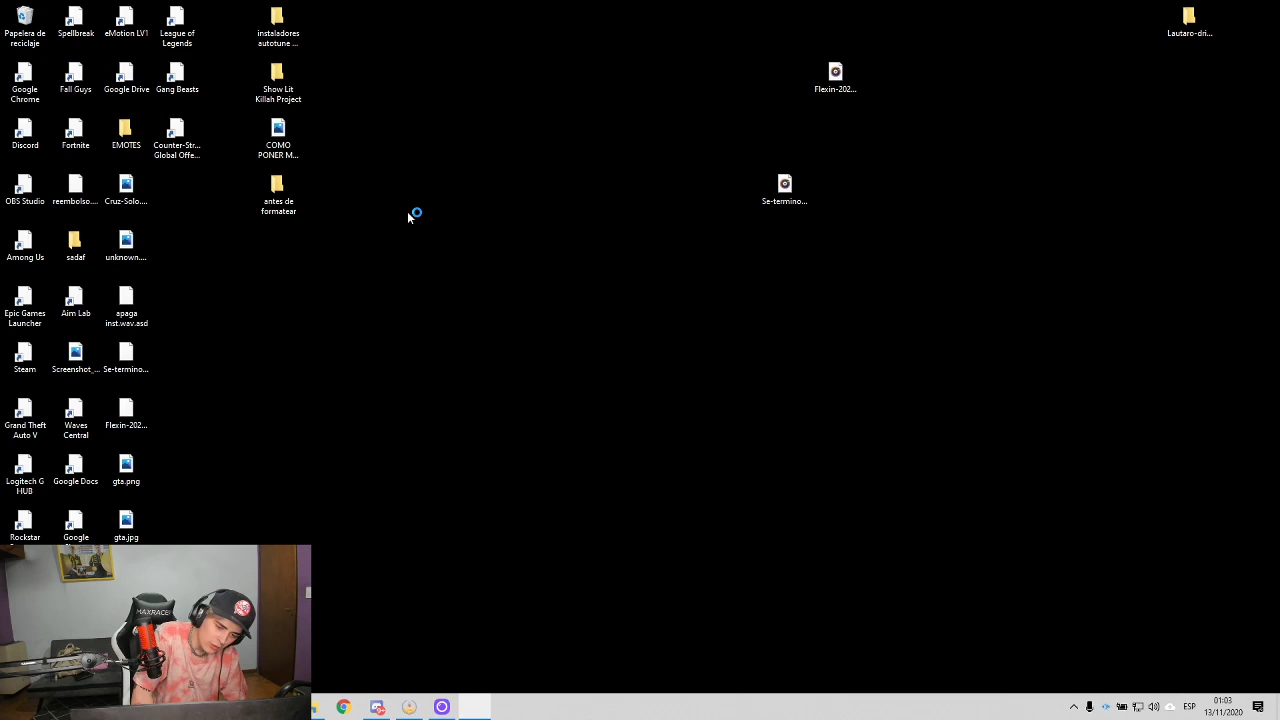 Papelera de
reciclaje
Spellbreak
eMotion LV1
League of
Legends
instaladores
autotune ...
Lautaro-dri...
Google
Chrome
Fall Guys
Google Drive
Gang Beasts
Show Lit
Killah Project
Flexin-202...
Discord
Fortnite
EMOTES
Counter-Str...
Global Offe...
COMO
PONER M...
OBS Studio
reembolso....
Cruz-Solo....
antes de
formatear
Se-termino...
Among Us
sadaf
unknown....
Epic Games
Launcher
Aim Lab
apaga
inst.wav.asd
Steam
Screenshot_...
Se-termino...
Grand Theft
Auto V
Waves
Central
Flexin-202...
Logitech G
HUB
Google Docs
gta.png
Rockstar
Google
gta.jpg
MAXRACER
ESP
01:03
13/11/2020